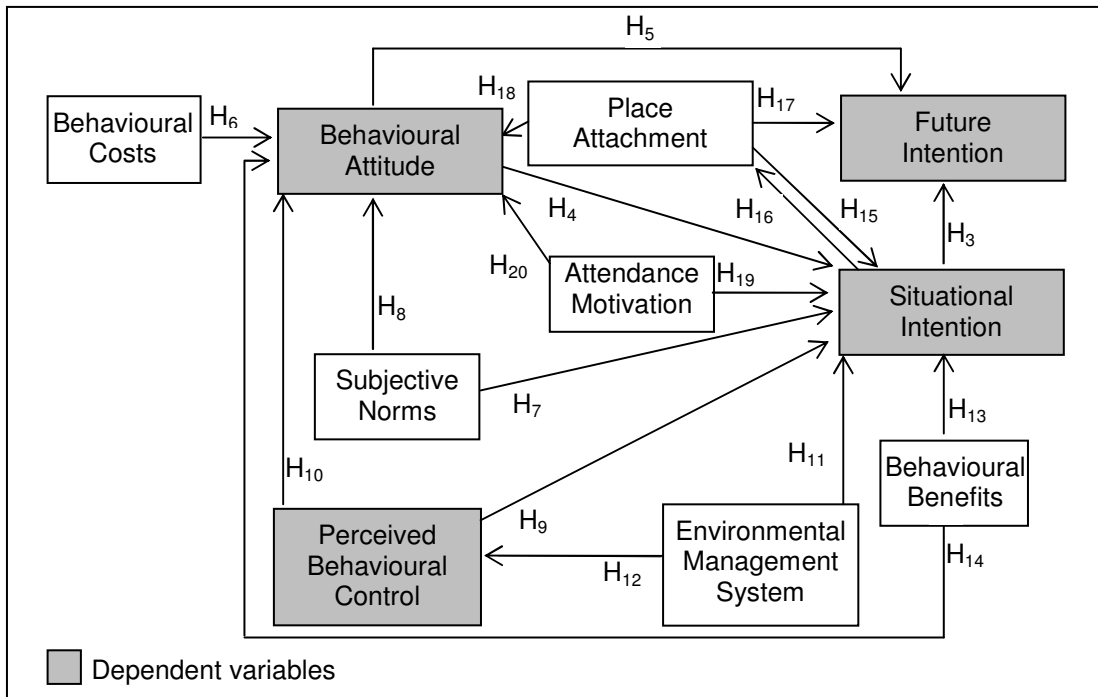 H5
H6
H18
H17
Behavioural
Costs
Behavioural
Attitude
Place
Attachment
Future
Intention
H4
H16
H15
H3
H20
Attendance
Motivation
H19
Situational
Intention
H8
Subjective
Norms
H7
H13
H10
H11
Behavioural
Benefits
Perceived
Behavioural
Control
H9
H12
Environmental
Management
System
H14
Dependent variables